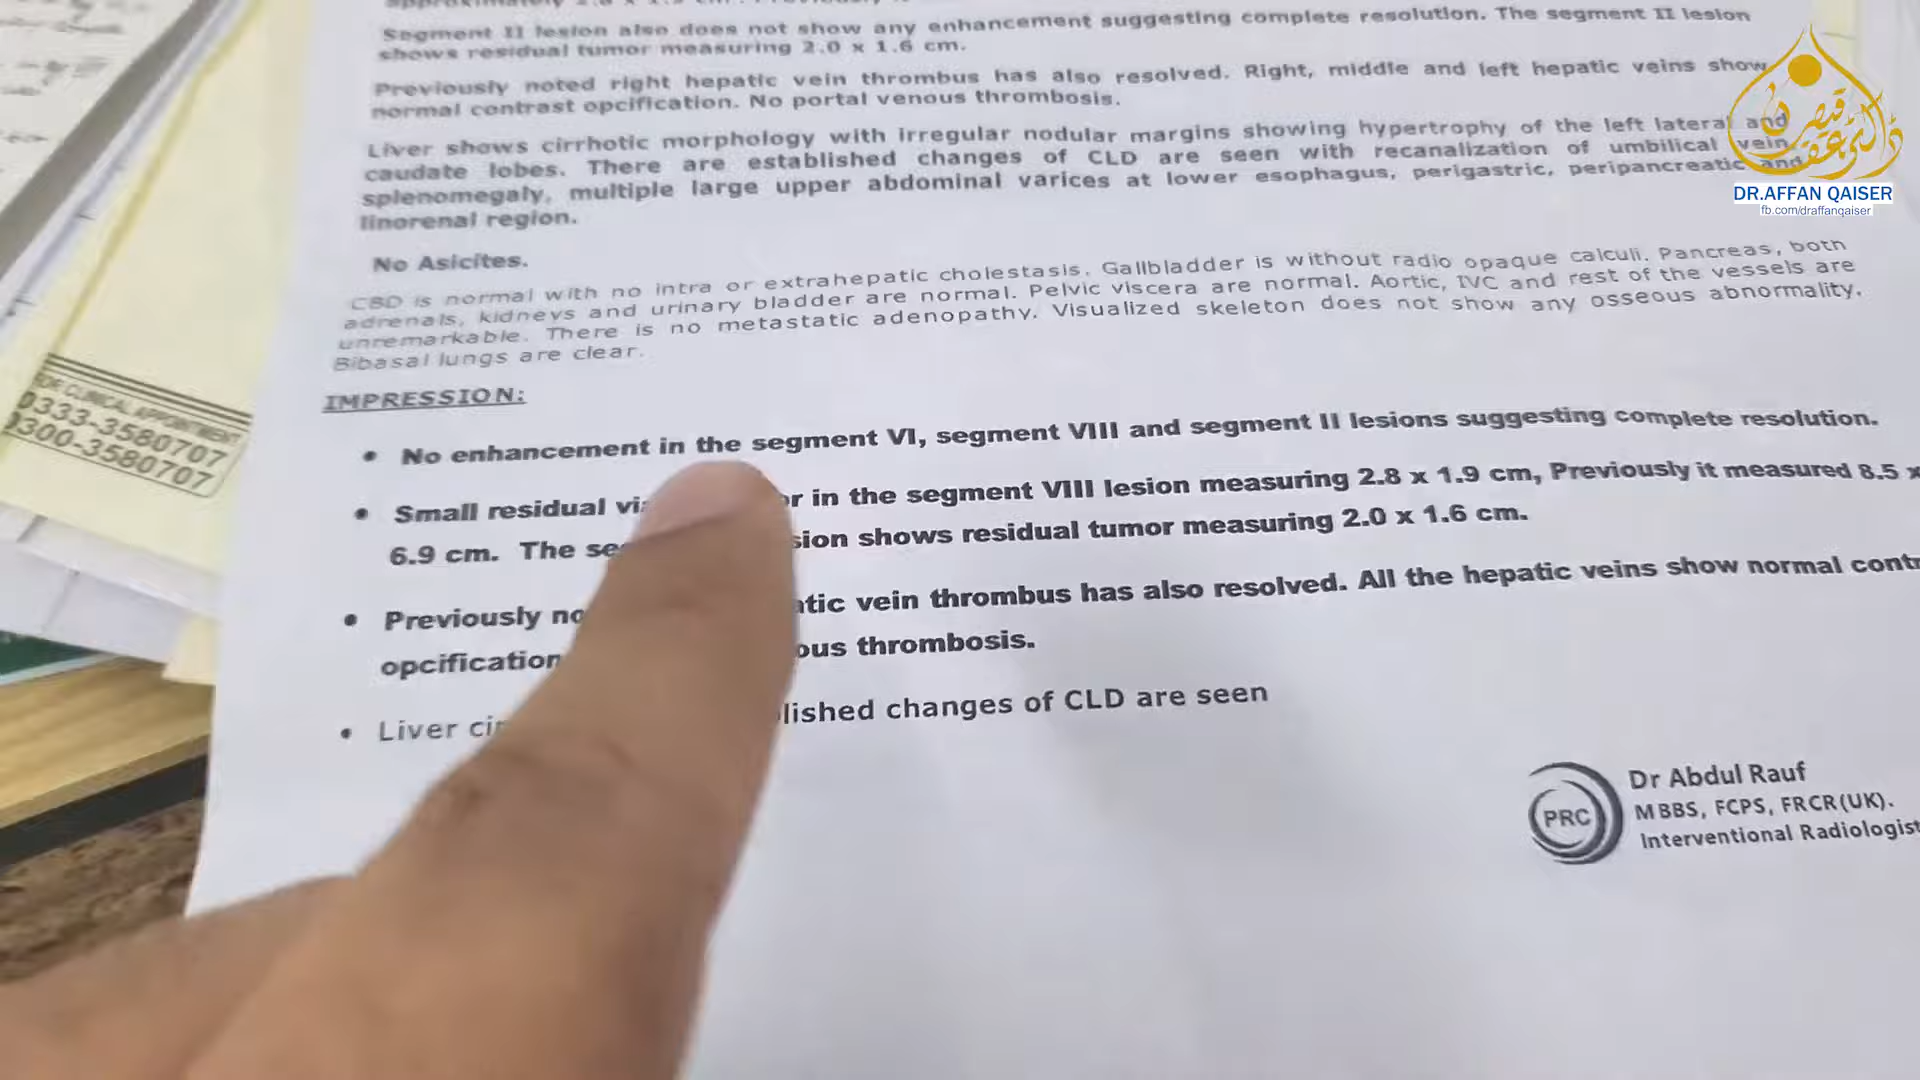 Segment II lesion also does not show any enhancement suggesting complete resolution. The segment II lesion
shows residual tumor measuring 2.0 x 1.6 cm.
Previously noted right hepatic vein thrombus has also resolved. Right, middle and left hepatic veins show
normal contrast opcification. No portal venous thrombosis.
Liver shows cirrhotic morphology with irregular nodular margins showing hypertrophy of the left lateral and
caudate lobes. There are established changes of CLD are seen with recanalization of umbilical vein,
splenomegaly, multiple large upper abdominal varices at lower esophagus, perigastric, peripancreatic and
linorenal region.
No Asicites.
CBD is normal with no intra or extrahepatic cholestasis. Gallbladder is without radio opaque calculi. Pancreas, both
adrenals, kidneys and urinary bladder are normal. Pelvic viscera are normal. Aortic, IVC and rest of the vessels are
unremarkable. There is no metastatic adenopathy. Visualized skeleton does not show any osseous abnormality.
Bibasal lungs are clear.
IMPRESSION:
• No enhancement in the segment VI, segment VIII and segment II lesions suggesting complete resolution.
• Small residual in the segment VIII lesion measuring 2.8 x 1.9 cm, Previously it measured 8.5 x
6.9 cm. The shows residual tumor measuring 2.0 x 1.6 cm.
• Previously vein thrombus has also resolved. All the hepatic veins show normal
opcification thrombosis.
• Liver changes of CLD are seen
PRC
Dr Abdul Rauf
MBBS, FCPS, FRCR(UK).
Interventional Radiologist
FOR CLINICAL APPOINTMENT
0333-3580707
0300-3580707
DR.AFFAN QAISER
fb.com/draffanqaiser